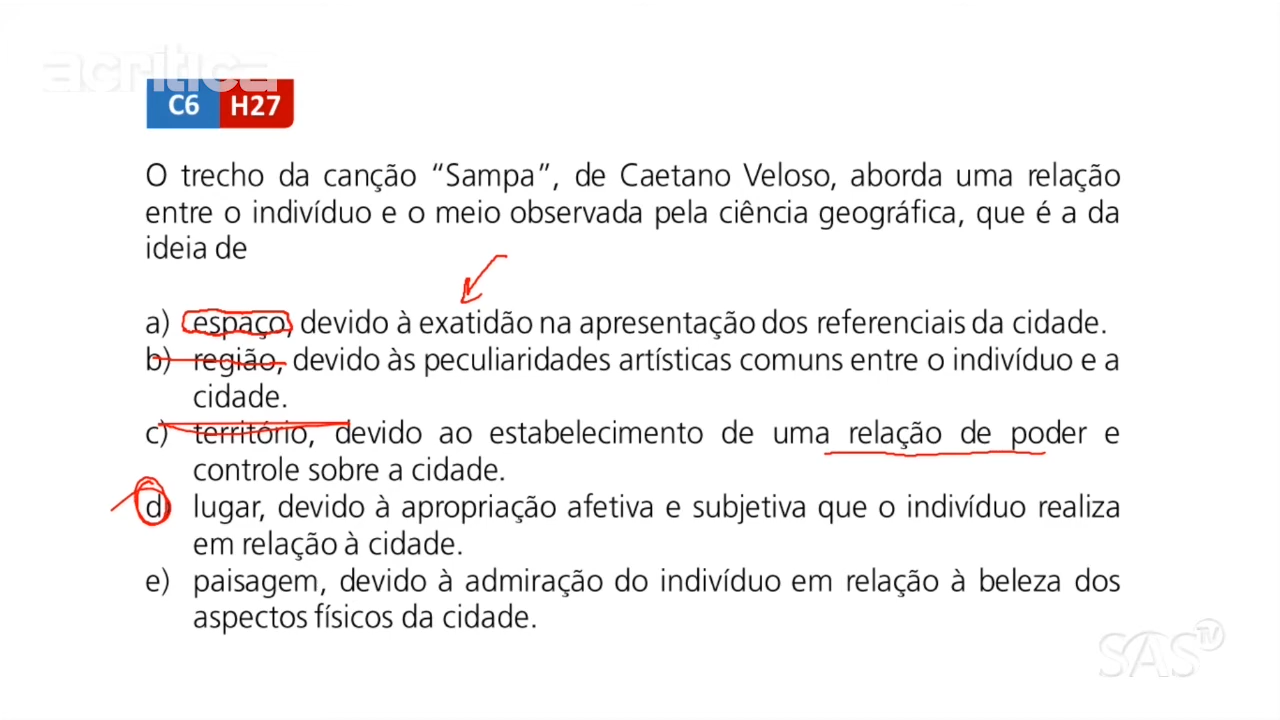 acrítica
C6 H27
O trecho da canção “Sampa”, de Caetano Veloso, aborda uma relação
entre o indivíduo e o meio observada pela ciência geográfica, que é a da
ideia de
a) espaço, devido à exatidão na apresentação dos referenciais da cidade.
b) região, devido às peculiaridades artísticas comuns entre o indivíduo e a
cidade.
c) território, devido ao estabelecimento de uma relação de poder e
controle sobre a cidade.
d) lugar, devido à apropriação afetiva e subjetiva que o indivíduo realiza
em relação à cidade.
e) paisagem, devido à admiração do indivíduo em relação à beleza dos
aspectos físicos da cidade.
SAS TV